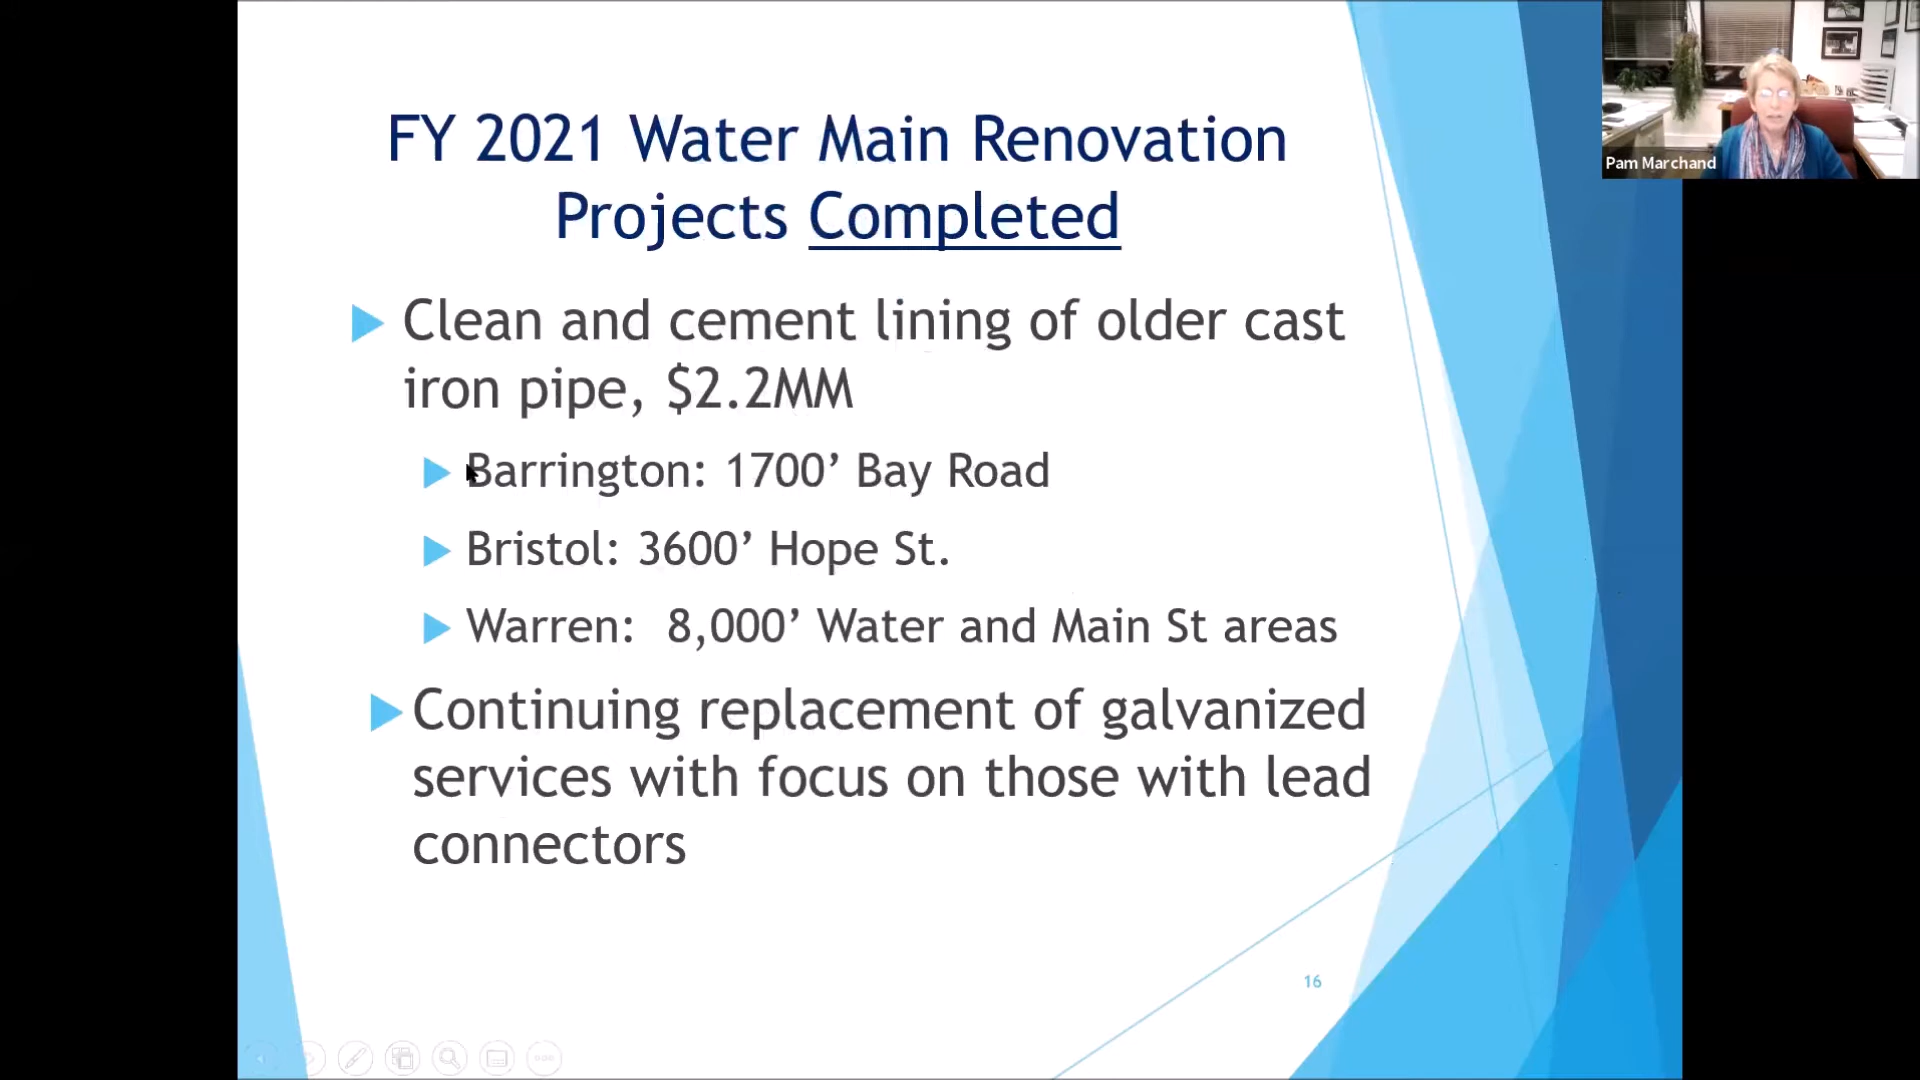 FY 2021 Water Main Renovation
Projects Completed
Clean and cement lining of older cast
iron pipe, $2.2MM
Barrington: 1700’ Bay Road
Bristol: 3600’ Hope St.
Warren:  8,000’ Water and Main St areas
Continuing replacement of galvanized
services with focus on those with lead
connectors
16
Pam Marchand